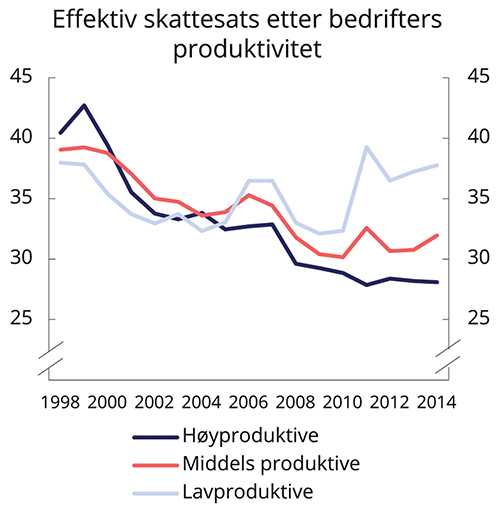 Effektiv skattesats etter bedrifters
produktivitet
45 45
40 40
35 35
30 30
25 25
1998 2000 2002 2004 2006 2008 2010 2012 2014
Høyproduktive
Middels produktive
Lavproduktive